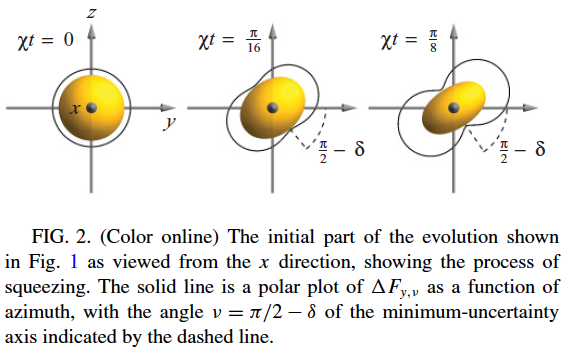 z
χt = 0
χt = π/16
χt = π/8
x
y
π/2 − δ
π/2 − δ
FIG. 2. (Color online) The initial part of the evolution shown
in Fig. 1 as viewed from the x direction, showing the process of
squeezing. The solid line is a polar plot of ΔF_{y,ν} as a function of
azimuth, with the angle ν = π/2 − δ of the minimum-uncertainty
axis indicated by the dashed line.